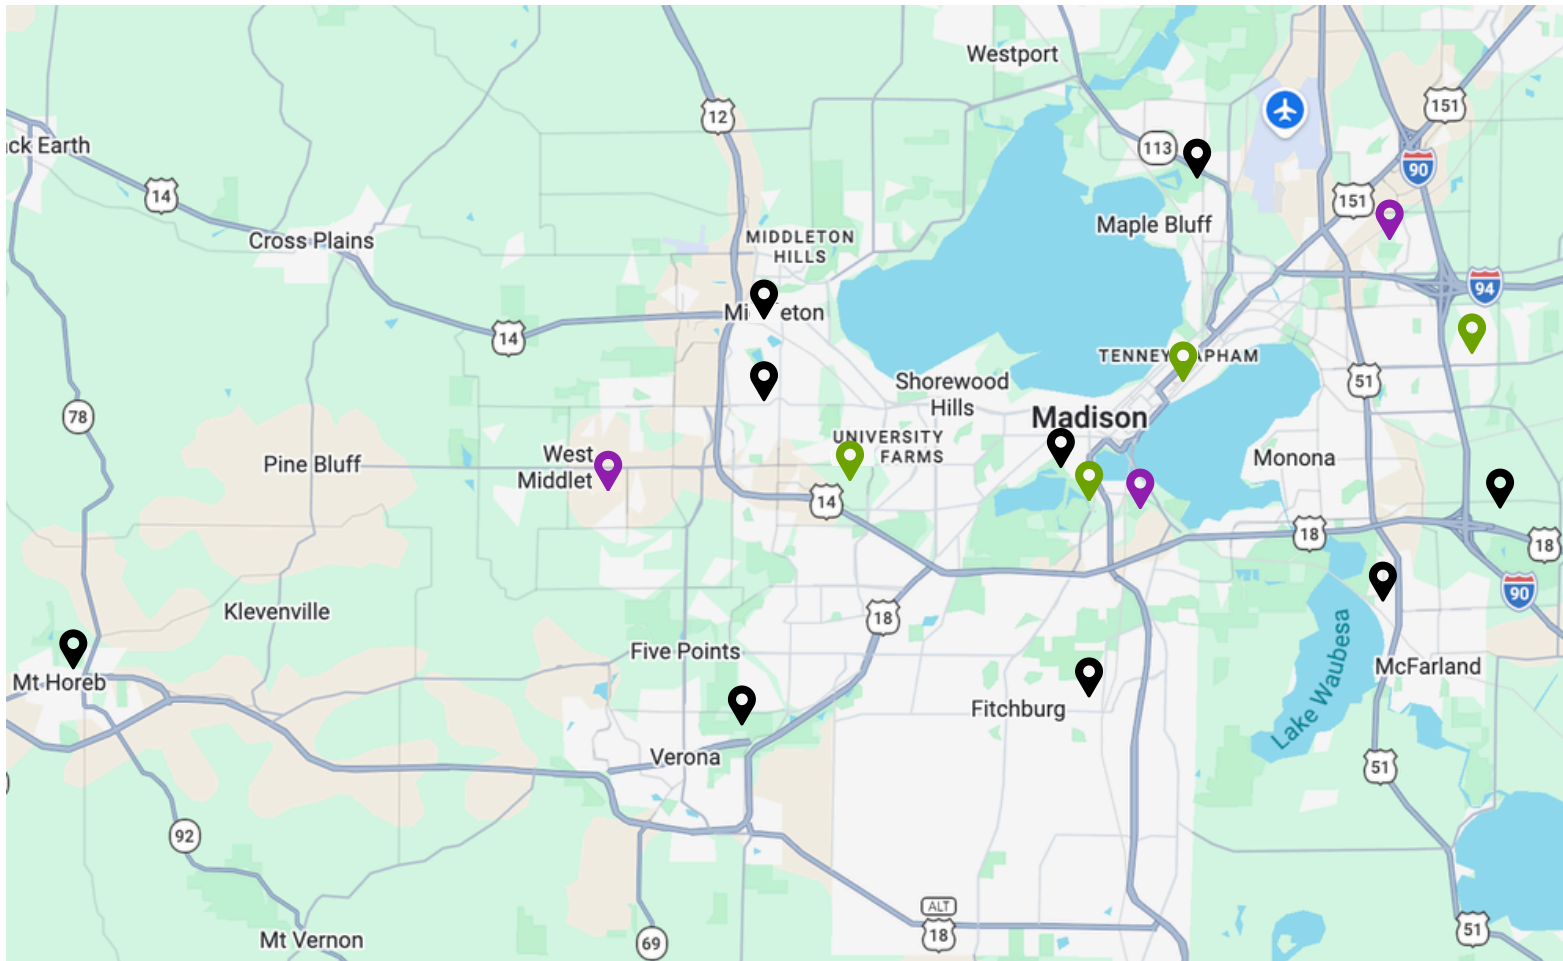 Westport
12
151
ck Earth
113
90
14
151
Maple Bluff
Cross Plains
MIDDLETON
HILLS
94
Mi eton
14
TENNEY APHAM
Shorewood
Hills
51
78
Madison
UNIVERSITY
FARMS
West
Middlet
Pine Bluff
Monona
14
18
18
90
Klevenville
18
Lake Waubesa
Five Points
McFarland
Mt Horeb
Fitchburg
Verona
51
92
ALT
18
Mt Vernon
69
51